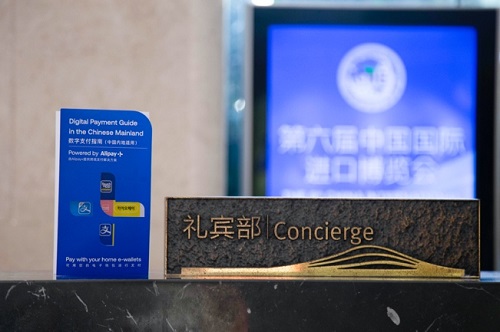 Digital Payment Guide
in the Chinese Mainland
数字支付指南（中国内地适用）
Powered by Alipay+
Pay with your home e-wallets
礼宾部 Concierge
第六届中国国际
进口博览会